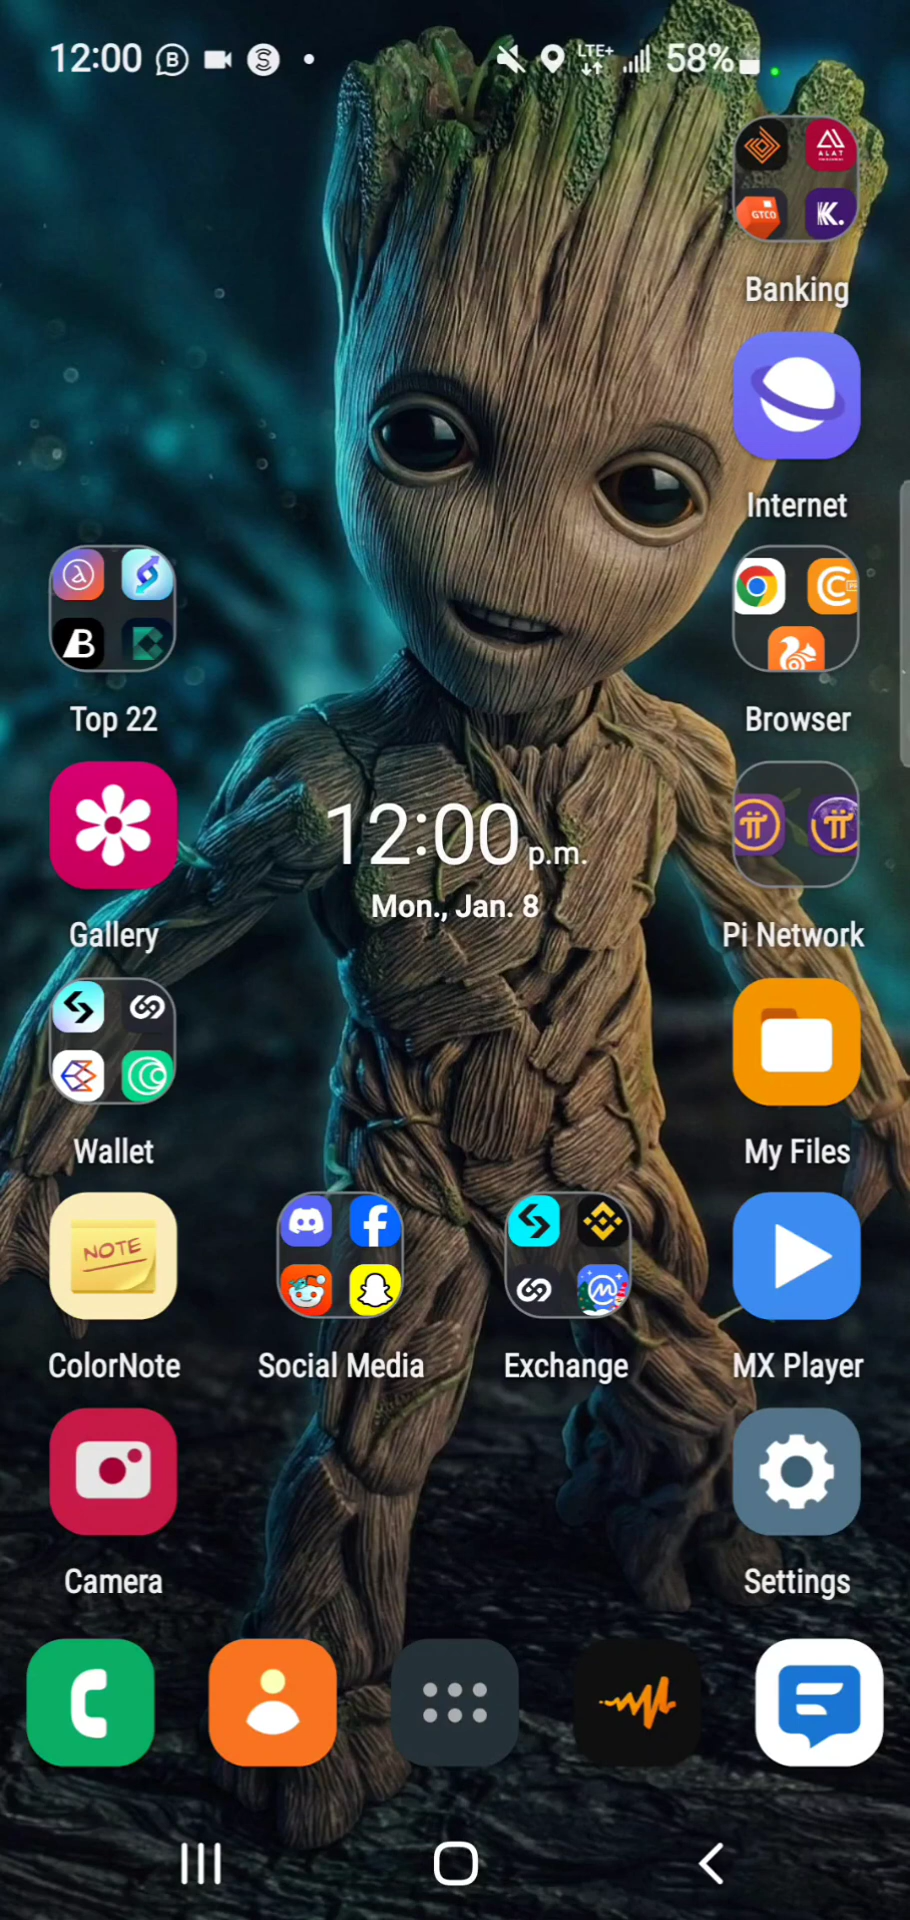 12:00 LTE+ 58%
ALAT
GTCO K.
Banking
Internet
Top 22
Browser
12:00 p.m.
Mon., Jan. 8
Gallery
Pi Network
Wallet
My Files
NOTE
ColorNote
Social Media
Exchange
MX Player
Camera
Settings